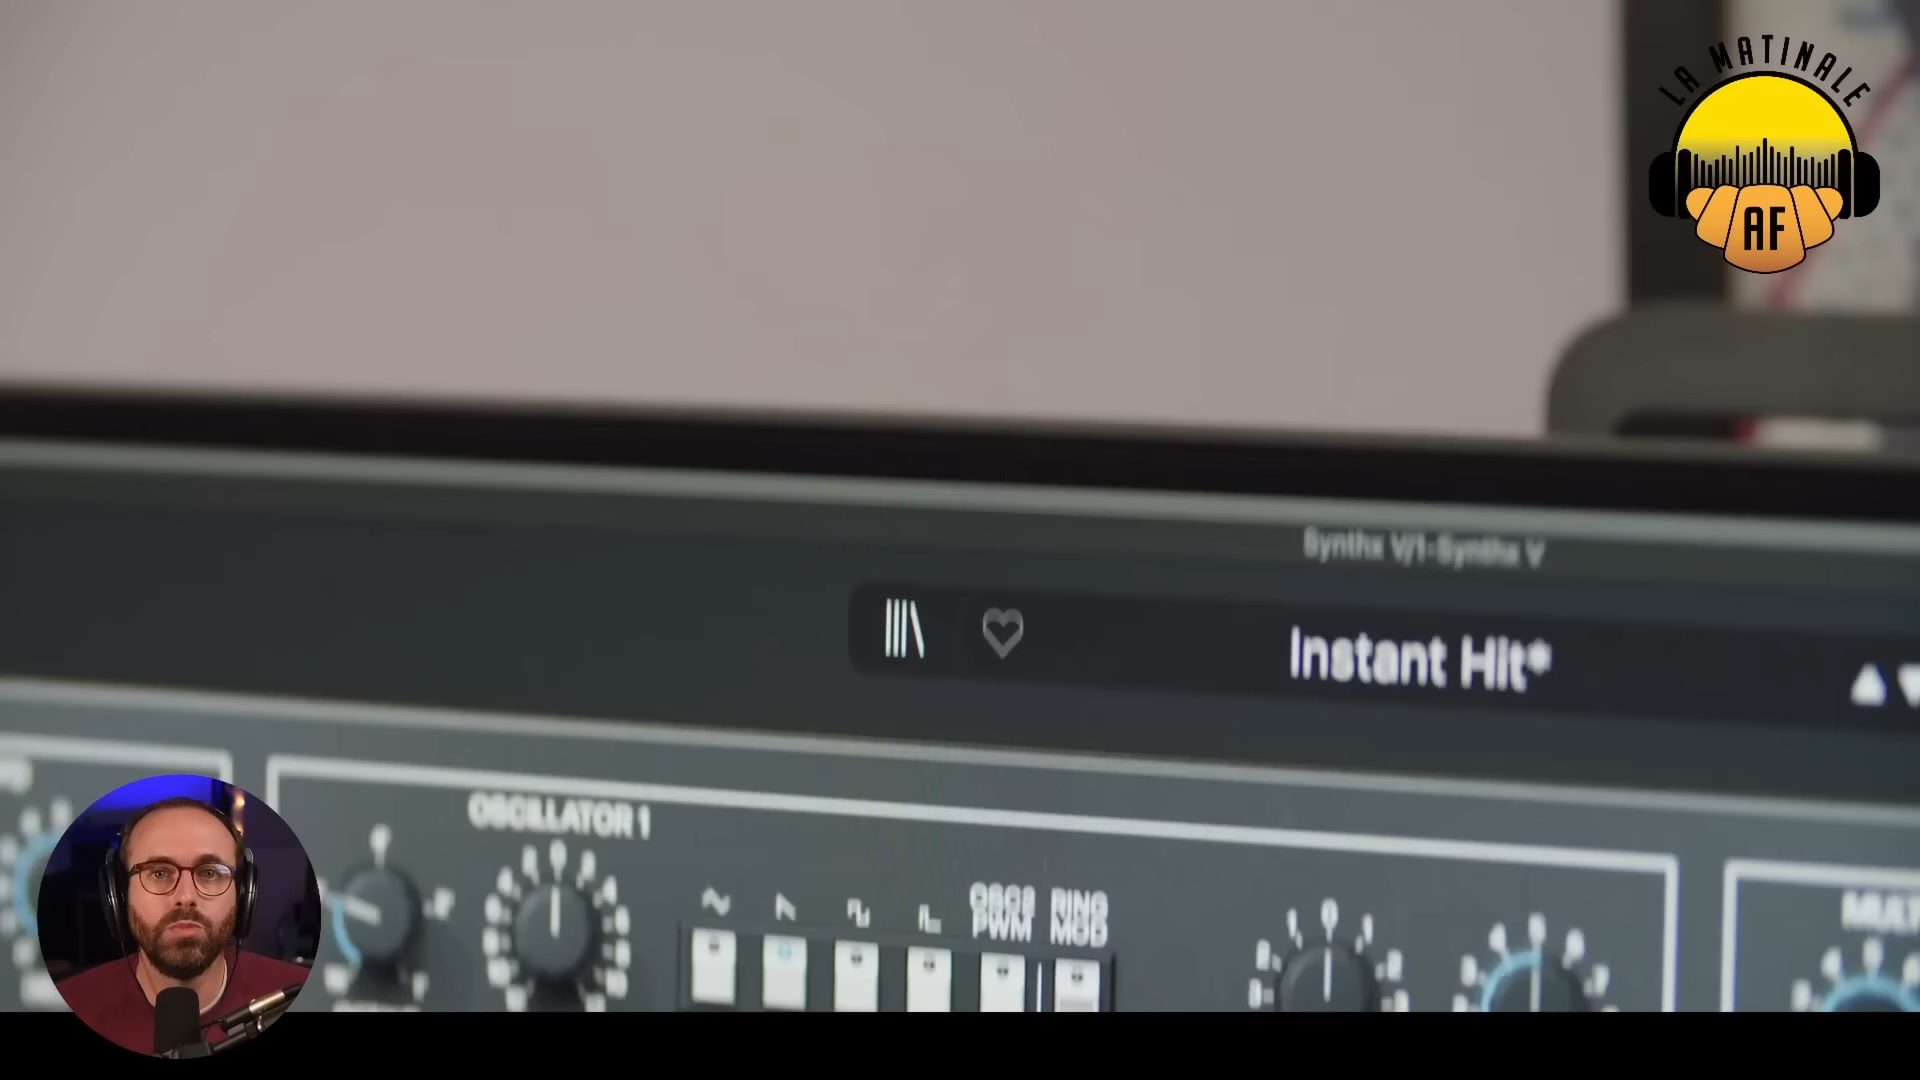 LA MATINALE
AF
Synthx V/1-Synthx V
Instant Hit*
OSCILLATOR 1
OSC2 PWM
RING MOD